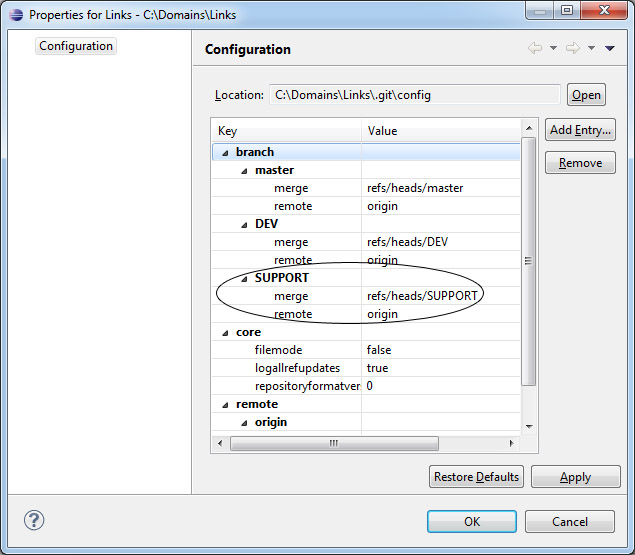 Properties for Links - C:\Domains\Links
Configuration
Configuration
Location: C:\Domains\Links\.git\config Open
Key Value
Add Entry...
branch
Remove
master
merge refs/heads/master
remote origin
DEV
merge refs/heads/DEV
remote origin
SUPPORT
merge refs/heads/SUPPORT
remote origin
core
filemode false
logallrefupdates true
repositoryformatver 0
remote
origin
Restore Defaults Apply
OK Cancel